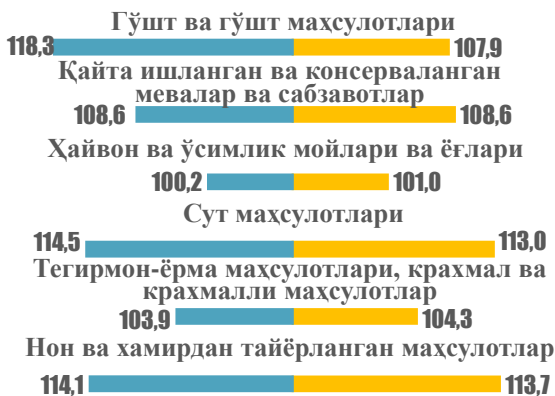 Гўшт ва гўшт маҳсулотлари
118,3 107,9
Қайта ишланган ва консерваланган
мевалар ва сабзавотлар
108,6 108,6
Ҳайвон ва ўсимлик мойлари ва ёғлари
100,2 101,0
Сут маҳсулотлари
114,5 113,0
Тегирмон-ёрма маҳсулотлари, крахмал ва
крахмалли маҳсулотлар
103,9 104,3
Нон ва хамирдан тайёрланган маҳсулотлар
114,1 113,7